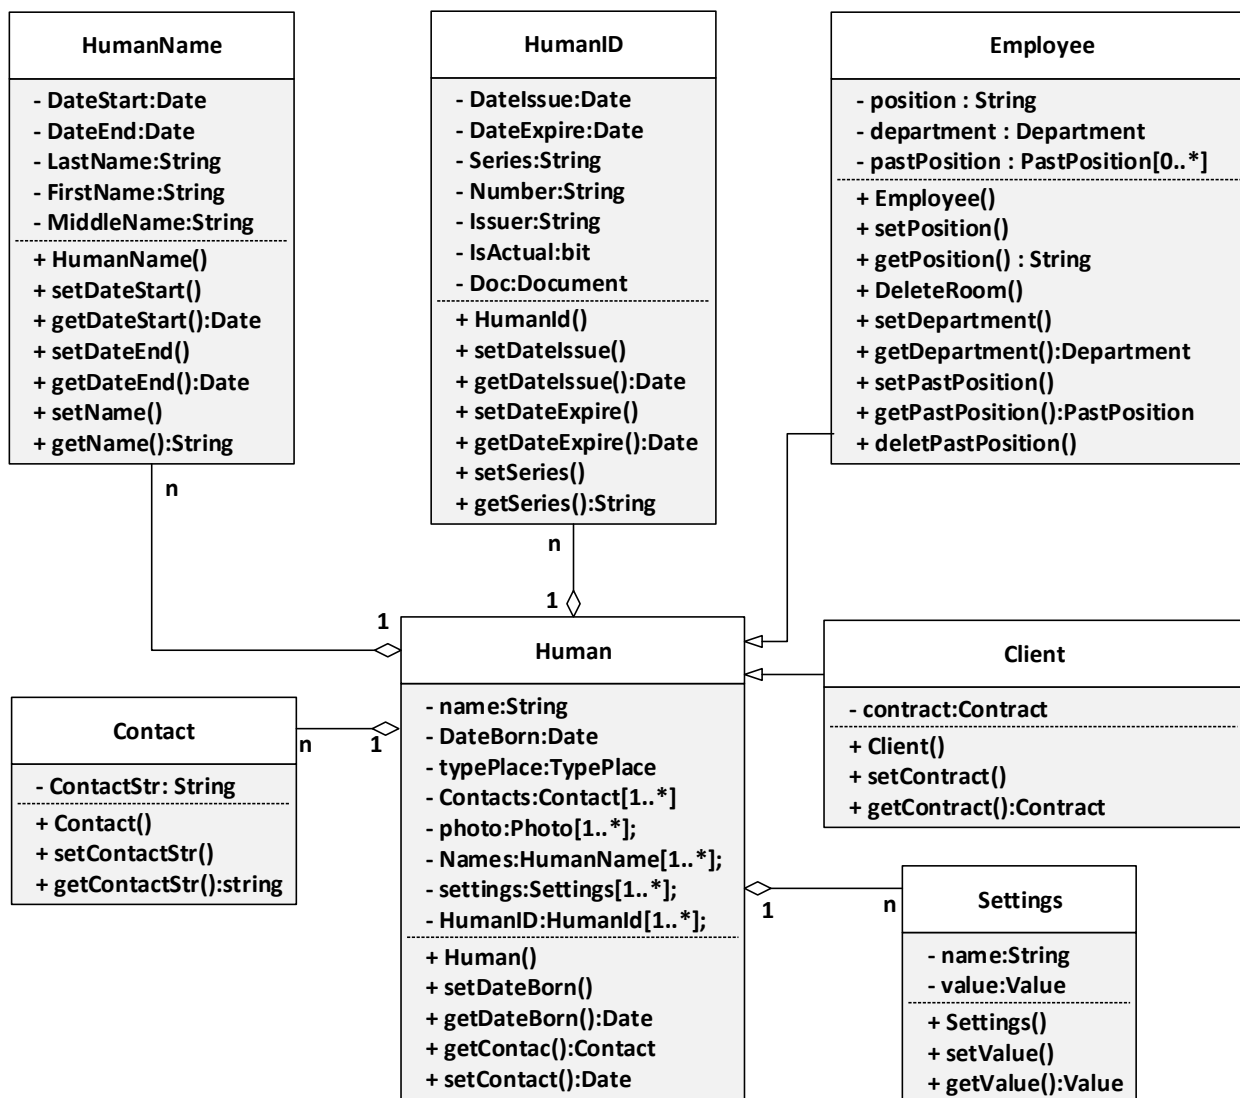 HumanName
- DateStart:Date
- DateEnd:Date
- LastName:String
- FirstName:String
- MiddleName:String
+ HumanName()
+ setDateStart()
+ getDateStart():Date
+ setDateEnd()
+ getDateEnd():Date
+ setName()
+ getName():String
n
1
HumanID
- DateIssue:Date
- DateExpire:Date
- Series:String
- Number:String
- Issuer:String
- IsActual:bit
- Doc:Document
+ HumanId()
+ setDateIssue()
+ getDateIssue():Date
+ setDateExpire()
+ getDateExpire():Date
+ setSeries()
+ getSeries():String
n
1
Employee
- position : String
- department : Department
- pastPosition : PastPosition[0..*]
+ Employee()
+ setPosition()
+ getPosition() : String
+ DeleteRoom()
+ setDepartment()
+ getDepartment():Department
+ setPastPosition()
+ getPastPosition():PastPosition
+ deletPastPosition()
Contact
- ContactStr: String
+ Contact()
+ setContactStr()
+ getContactStr():string
n
1
Human
- name:String
- DateBorn:Date
- typePlace:TypePlace
- Contacts:Contact[1..*]
- photo:Photo[1..*];
- Names:HumanName[1..*];
- settings:Settings[1..*];
- HumanID:HumanId[1..*];
+ Human()
+ setDateBorn()
+ getDateBorn():Date
+ getContac():Contact
+ setContact():Date
Client
- contract:Contract
+ Client()
+ setContract()
+ getContract():Contract
1
n
Settings
- name:String
- value:Value
+ Settings()
+ setValue()
+ getValue():Value